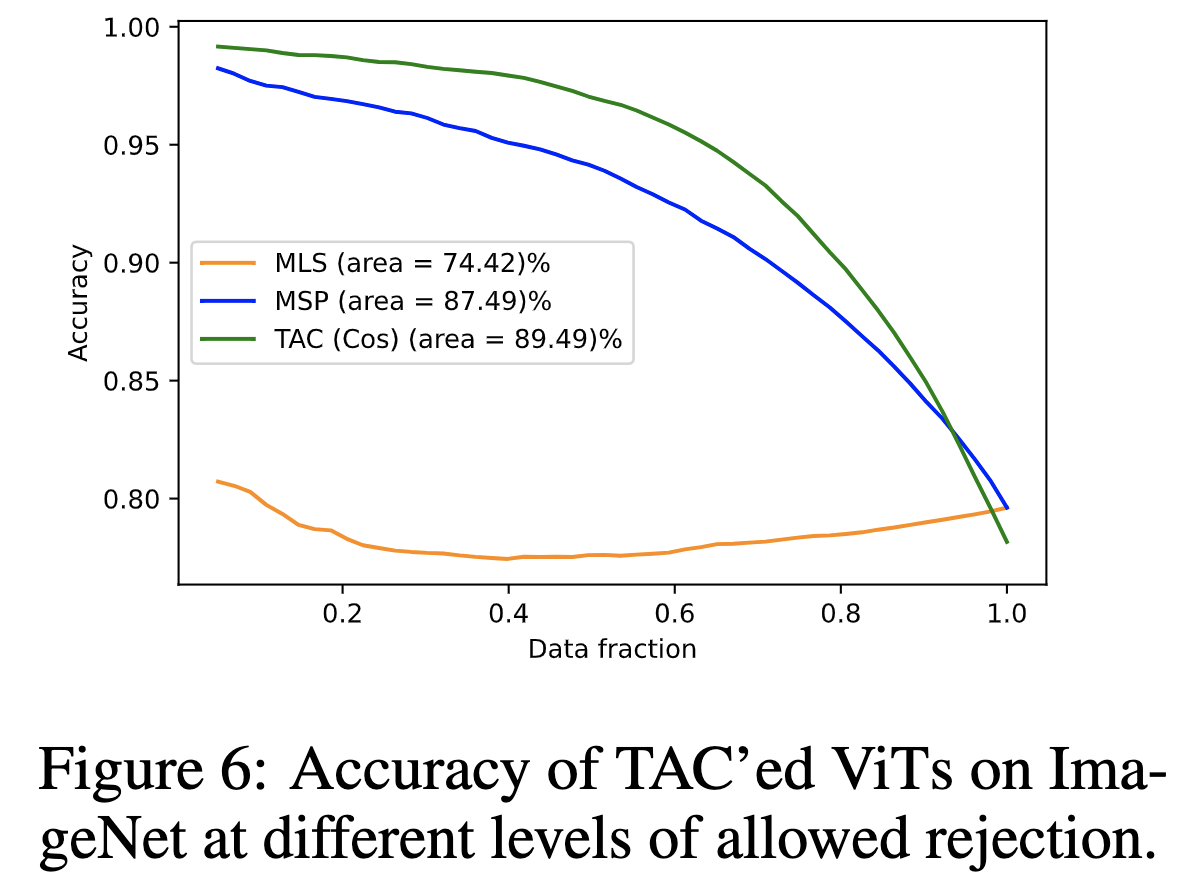 1.00
0.95
0.90
0.85
0.80
Accuracy
MLS (area = 74.42)%
MSP (area = 87.49)%
TAC (Cos) (area = 89.49)%
0.2 0.4 0.6 0.8 1.0
Data fraction
Figure 6: Accuracy of TAC’ed ViTs on Ima-
geNet at different levels of allowed rejection.